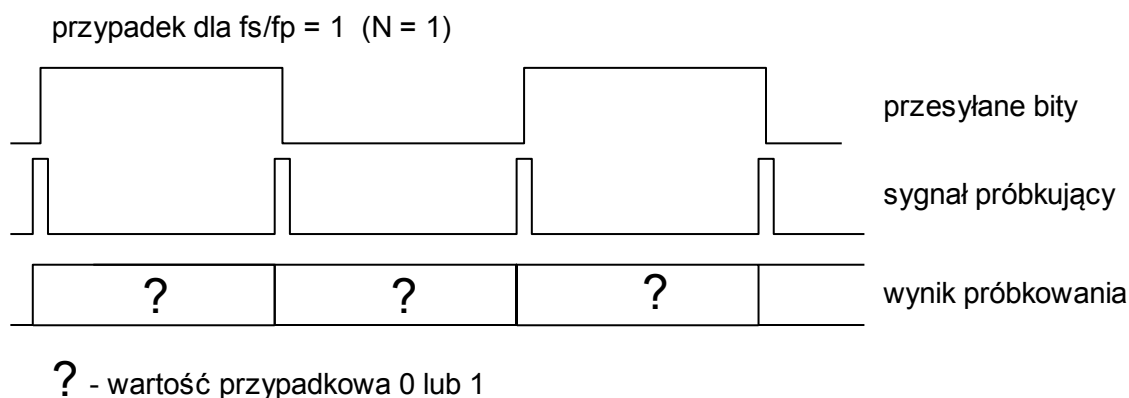 przypadek dla fs/fp = 1 (N = 1)
przesyłane bity
sygnał próbkujący
? ? ? wynik próbkowania
? - wartość przypadkowa 0 lub 1